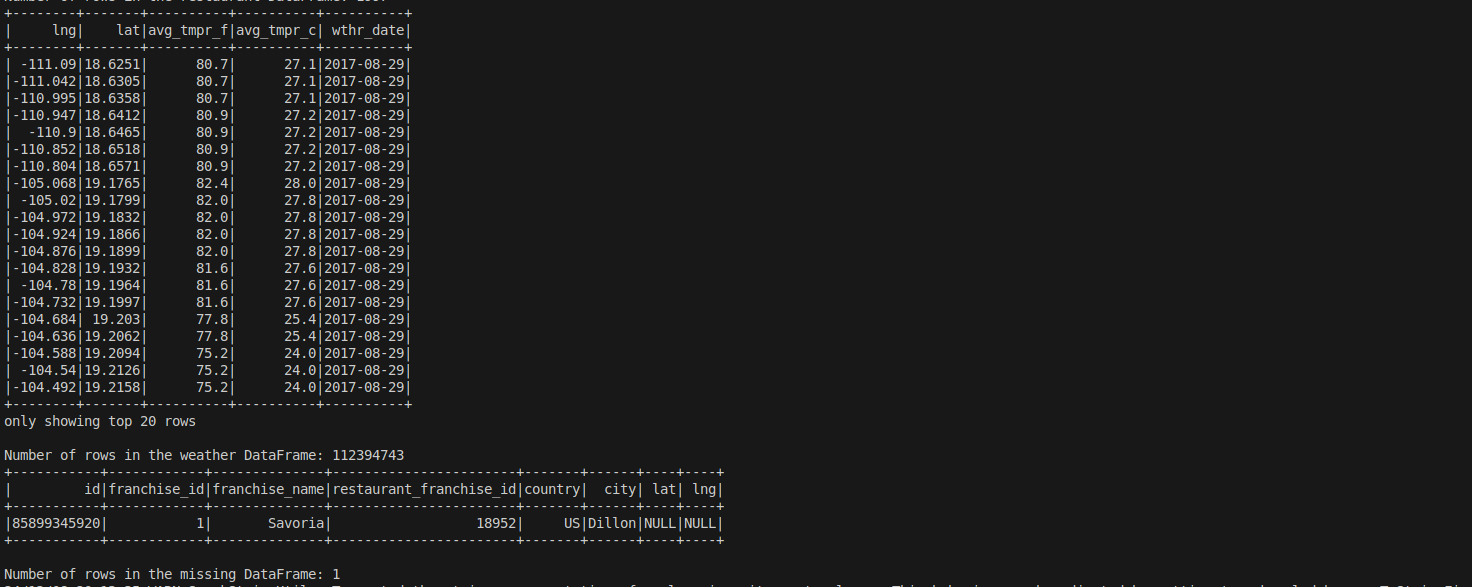 Number of rows in the restaurant DataFrame: 1997
+--------+-------+----------+----------+----------+
|     lng|    lat|avg_tmpr_f|avg_tmpr_c| wthr_date|
+--------+-------+----------+----------+----------+
| -111.09|18.6251|      80.7|      27.1|2017-08-29|
|-111.042|18.6305|      80.7|      27.1|2017-08-29|
|-110.995|18.6358|      80.7|      27.1|2017-08-29|
|-110.947|18.6412|      80.9|      27.2|2017-08-29|
|  -110.9|18.6465|      80.9|      27.2|2017-08-29|
|-110.852|18.6518|      80.9|      27.2|2017-08-29|
|-110.804|18.6571|      80.9|      27.2|2017-08-29|
|-105.068|19.1765|      82.4|      28.0|2017-08-29|
| -105.02|19.1799|      82.0|      27.8|2017-08-29|
|-104.972|19.1832|      82.0|      27.8|2017-08-29|
|-104.924|19.1866|      82.0|      27.8|2017-08-29|
|-104.876|19.1899|      82.0|      27.8|2017-08-29|
|-104.828|19.1932|      81.6|      27.6|2017-08-29|
| -104.78|19.1964|      81.6|      27.6|2017-08-29|
|-104.732|19.1997|      81.6|      27.6|2017-08-29|
|-104.684| 19.203|      77.8|      25.4|2017-08-29|
|-104.636|19.2062|      77.8|      25.4|2017-08-29|
|-104.588|19.2094|      75.2|      24.0|2017-08-29|
| -104.54|19.2126|      75.2|      24.0|2017-08-29|
|-104.492|19.2158|      75.2|      24.0|2017-08-29|
+--------+-------+----------+----------+----------+
only showing top 20 rows
Number of rows in the weather DataFrame: 112394743
+-----------+------------+--------------+-----------------------+-------+------+----+----+
|         id|franchise_id|franchise_name|restaurant_franchise_id|country|  city| lat| lng|
+-----------+------------+--------------+-----------------------+-------+------+----+----+
|85899345920|           1|       Savoria|                  18952|     US|Dillon|NULL|NULL|
+-----------+------------+--------------+-----------------------+-------+------+----+----+
Number of rows in the missing DataFrame: 1